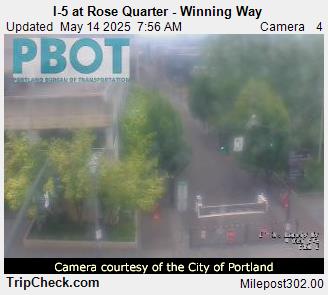 I-5 at Rose Quarter - Winning Way
Updated May 14 2025 7:56 AM Camera 4
PBOT
PORTLAND BUREAU OF TRANSPORTATION
Camera courtesy of the City of Portland
TripCheck.com Milepost302.00